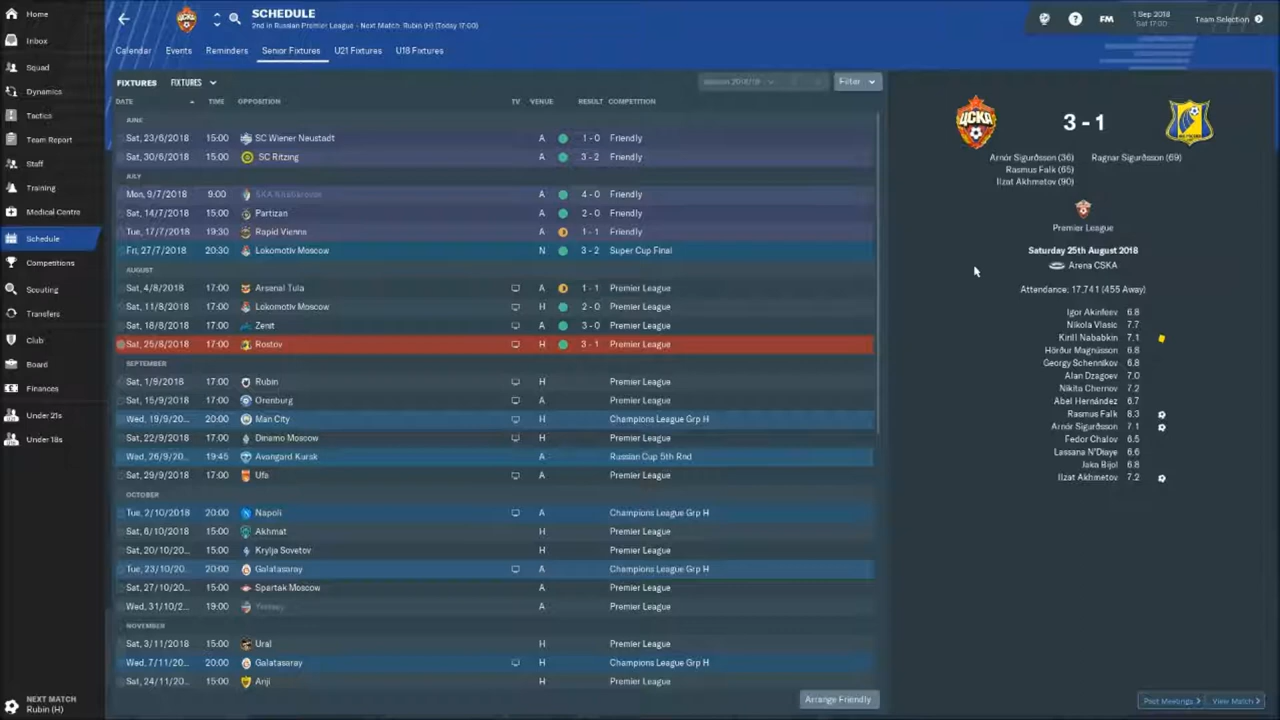 Home
Inbox
Squad
Dynamics
Tactics
Team Report
Staff
Training
Medical Centre
Schedule
Competitions
Scouting
Transfers
Club
Board
Finances
Under 21s
Under 18s
NEXT MATCH
Rubin (H)
SCHEDULE
2nd in Russian Premier League - Next Match: Rubin (H) (Today 17:00)
? FM 1 Sep 2018 Team Selection
Sat 17:00
Calendar Events Reminders Senior Fixtures U21 Fixtures U18 Fixtures
FIXTURES FIXTURES Season 2018/19 Filter
DATE TIME OPPOSITION TV VENUE RESULT COMPETITION
JUNE
Sat, 23/6/2018 15:00 SC Wiener Neustadt A 1 - 0 Friendly
Sat, 30/6/2018 15:00 SC Ritzing A 3 - 2 Friendly
JULY
Mon, 9/7/2018 9:00 A 4 - 0 Friendly
Sat, 14/7/2018 15:00 Partizan A 2 - 0 Friendly
Tue, 17/7/2018 19:30 Rapid Vienna A 1 - 1 Friendly
Fri, 27/7/2018 20:30 Lokomotiv Moscow N 3 - 2 Super Cup Final
AUGUST
Sat, 4/8/2018 17:00 Arsenal Tula A 1 - 1 Premier League
Sat, 11/8/2018 17:00 Lokomotiv Moscow H 2 - 0 Premier League
Sat, 18/8/2018 17:00 Zenit A 3 - 0 Premier League
Sat, 25/8/2018 17:00 Rostov H 3 - 1 Premier League
SEPTEMBER
Sat, 1/9/2018 17:00 Rubin H Premier League
Sat, 15/9/2018 17:00 Orenburg A Premier League
Wed, 19/9/20... 20:00 Man City H Champions League Grp H
Sat, 22/9/2018 17:00 Dinamo Moscow H Premier League
Wed, 26/9/20... 19:45 Avangard Kursk A Russian Cup 5th Rnd
Sat, 29/9/2018 17:00 Ufa A Premier League
OCTOBER
Tue, 2/10/2018 20:00 Napoli A Champions League Grp H
Sat, 6/10/2018 15:00 Akhmat H Premier League
Sat, 20/10/20... 15:00 Krylja Sovetov H Premier League
Tue, 23/10/20... 20:00 Galatasaray A Champions League Grp H
Sat, 27/10/20... 15:00 Spartak Moscow A Premier League
Wed, 31/10/2... 19:00 Yenisey A Premier League
NOVEMBER
Sat, 3/11/2018 15:00 Ural H Premier League
Wed, 7/11/20... 20:00 Galatasaray H Champions League Grp H
Sat, 24/11/20... 15:00 Anji H Premier League
Arrange Friendly
ЦСКА 3 - 1
Arnór Sigurðsson (36) Ragnar Sigurðsson (69)
Rasmus Falk (65)
Ilzat Akhmetov (90)
Premier League
Saturday 25th August 2018
Arena CSKA
Attendance: 17,741 (455 Away)
Igor Akinfeev 6.8
Nikola Vlasic 7.7
Kirill Nababkin 7.1
Hörður Magnússon 6.8
Georgy Schennikov 6.8
Alan Dzagoev 7.0
Nikita Chernov 7.2
Abel Hernández 6.7
Rasmus Falk 8.3
Arnór Sigurðsson 7.1
Fedor Chalov 6.5
Lassana N'Diaye 6.6
Jaka Bijol 6.8
Ilzat Akhmetov 7.2
Past Meetings View Match